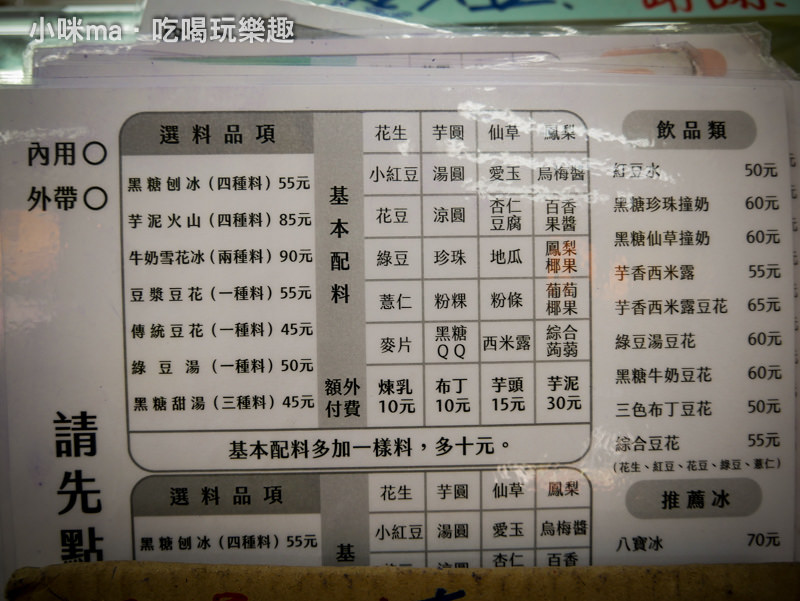 小咪ma．吃喝玩樂趣
內用○
外帶○
請先點
選料品項
黑糖刨冰（四種料）55元
芋泥火山（四種料）85元
牛奶雪花冰（兩種料）90元
豆漿豆花（一種料）55元
傳統豆花（一種料）45元
綠豆湯（一種料）50元
黑糖甜湯（三種料）45元
基本配料
花生 芋圓 仙草 鳳梨
小紅豆 湯圓 愛玉 烏梅醬
花豆 涼圓 杏仁豆腐 百香果醬
綠豆 珍珠 地瓜 鳳梨椰果
薏仁 粉粿 粉條 葡萄椰果
麥片 黑糖QQ 西米露 綜合蒟蒻
額外付費
煉乳10元 布丁10元 芋頭15元 芋泥30元
基本配料多加一樣料，多十元。
飲品類
紅豆水 50元
黑糖珍珠撞奶 60元
黑糖仙草撞奶 60元
芋香西米露 55元
芋香西米露豆花 65元
綠豆湯豆花 60元
黑糖牛奶豆花 60元
三色布丁豆花 50元
綜合豆花 55元
（花生、紅豆、花豆、綠豆、薏仁）
推薦冰
八寶冰 70元
選料品項
黑糖刨冰（四種料）55元
基
花生 芋圓 仙草 鳳梨
小紅豆 湯圓 愛玉 烏梅醬
杏仁 百香